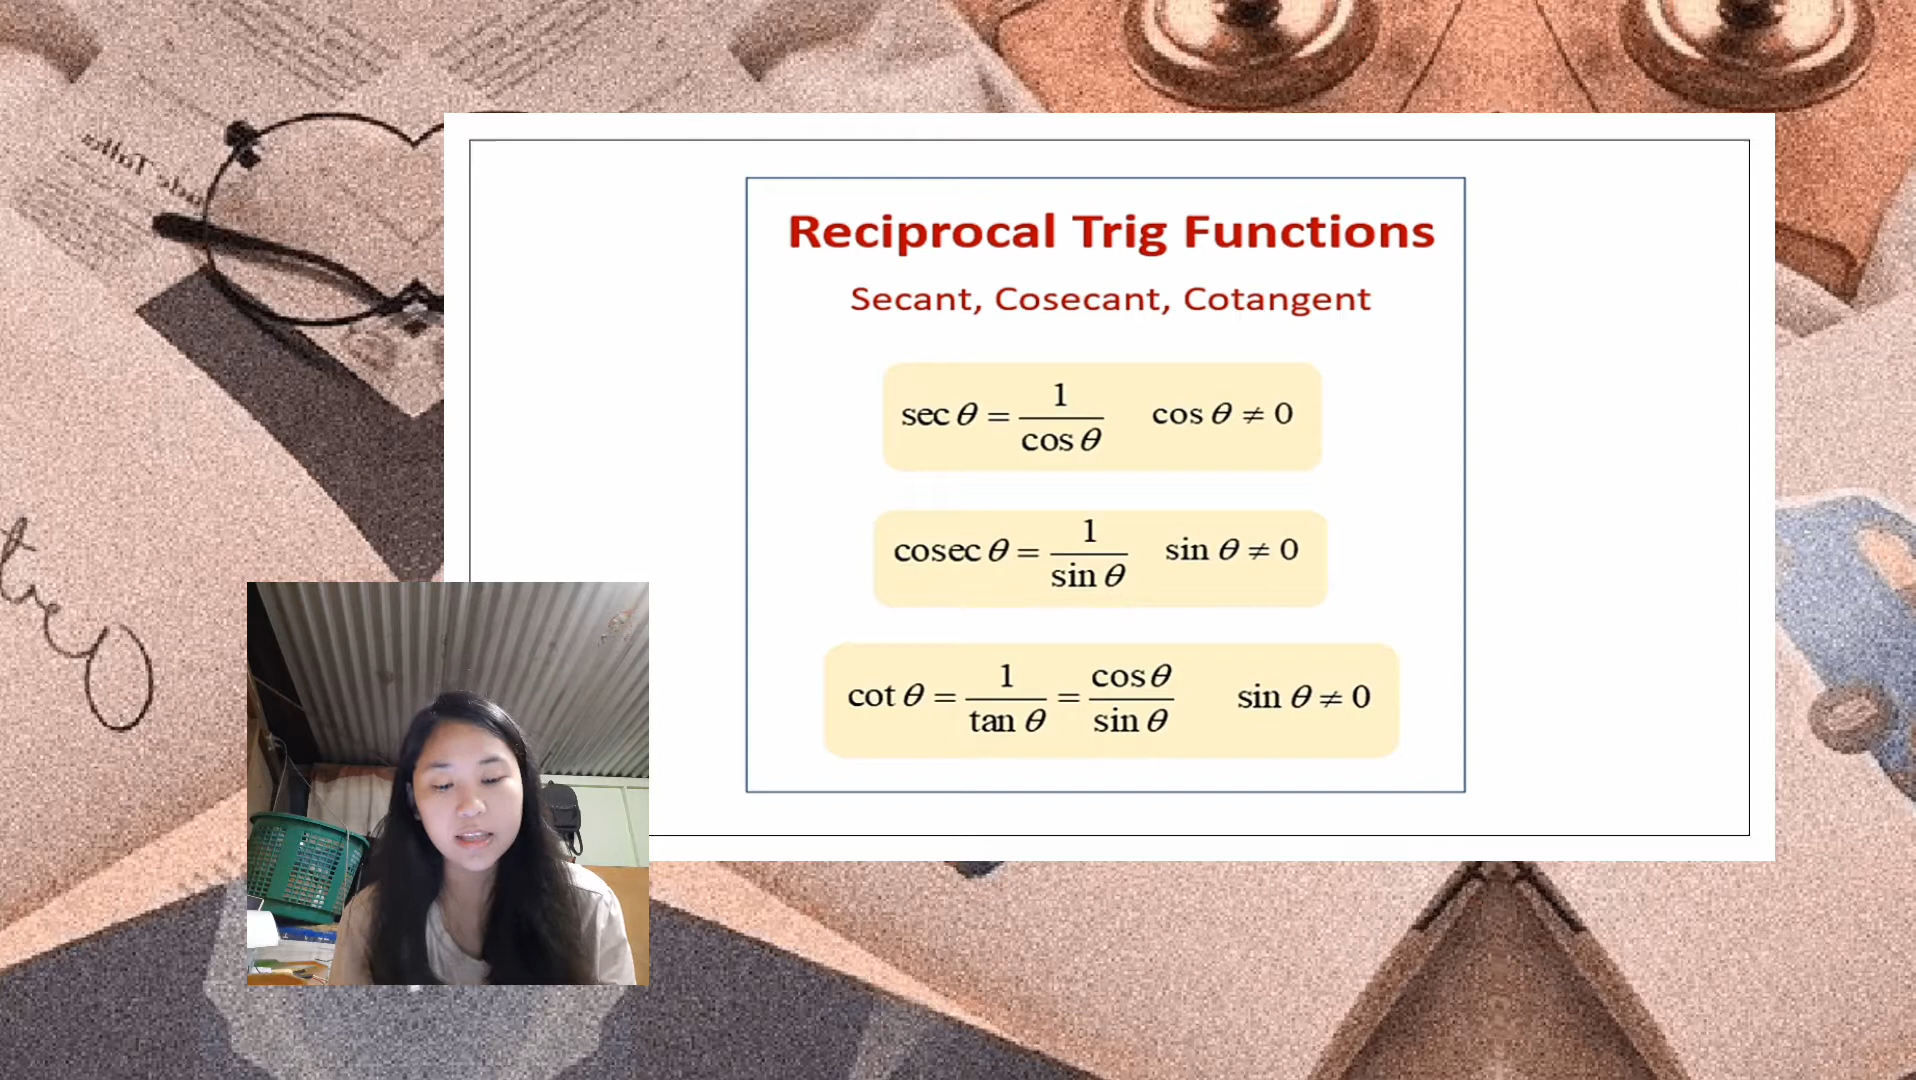 Reciprocal Trig Functions
Secant, Cosecant, Cotangent
sec θ = 1/cos θ cos θ ≠ 0
cosec θ = 1/sin θ sin θ ≠ 0
cot θ = 1/tan θ = cos θ/sin θ sin θ ≠ 0